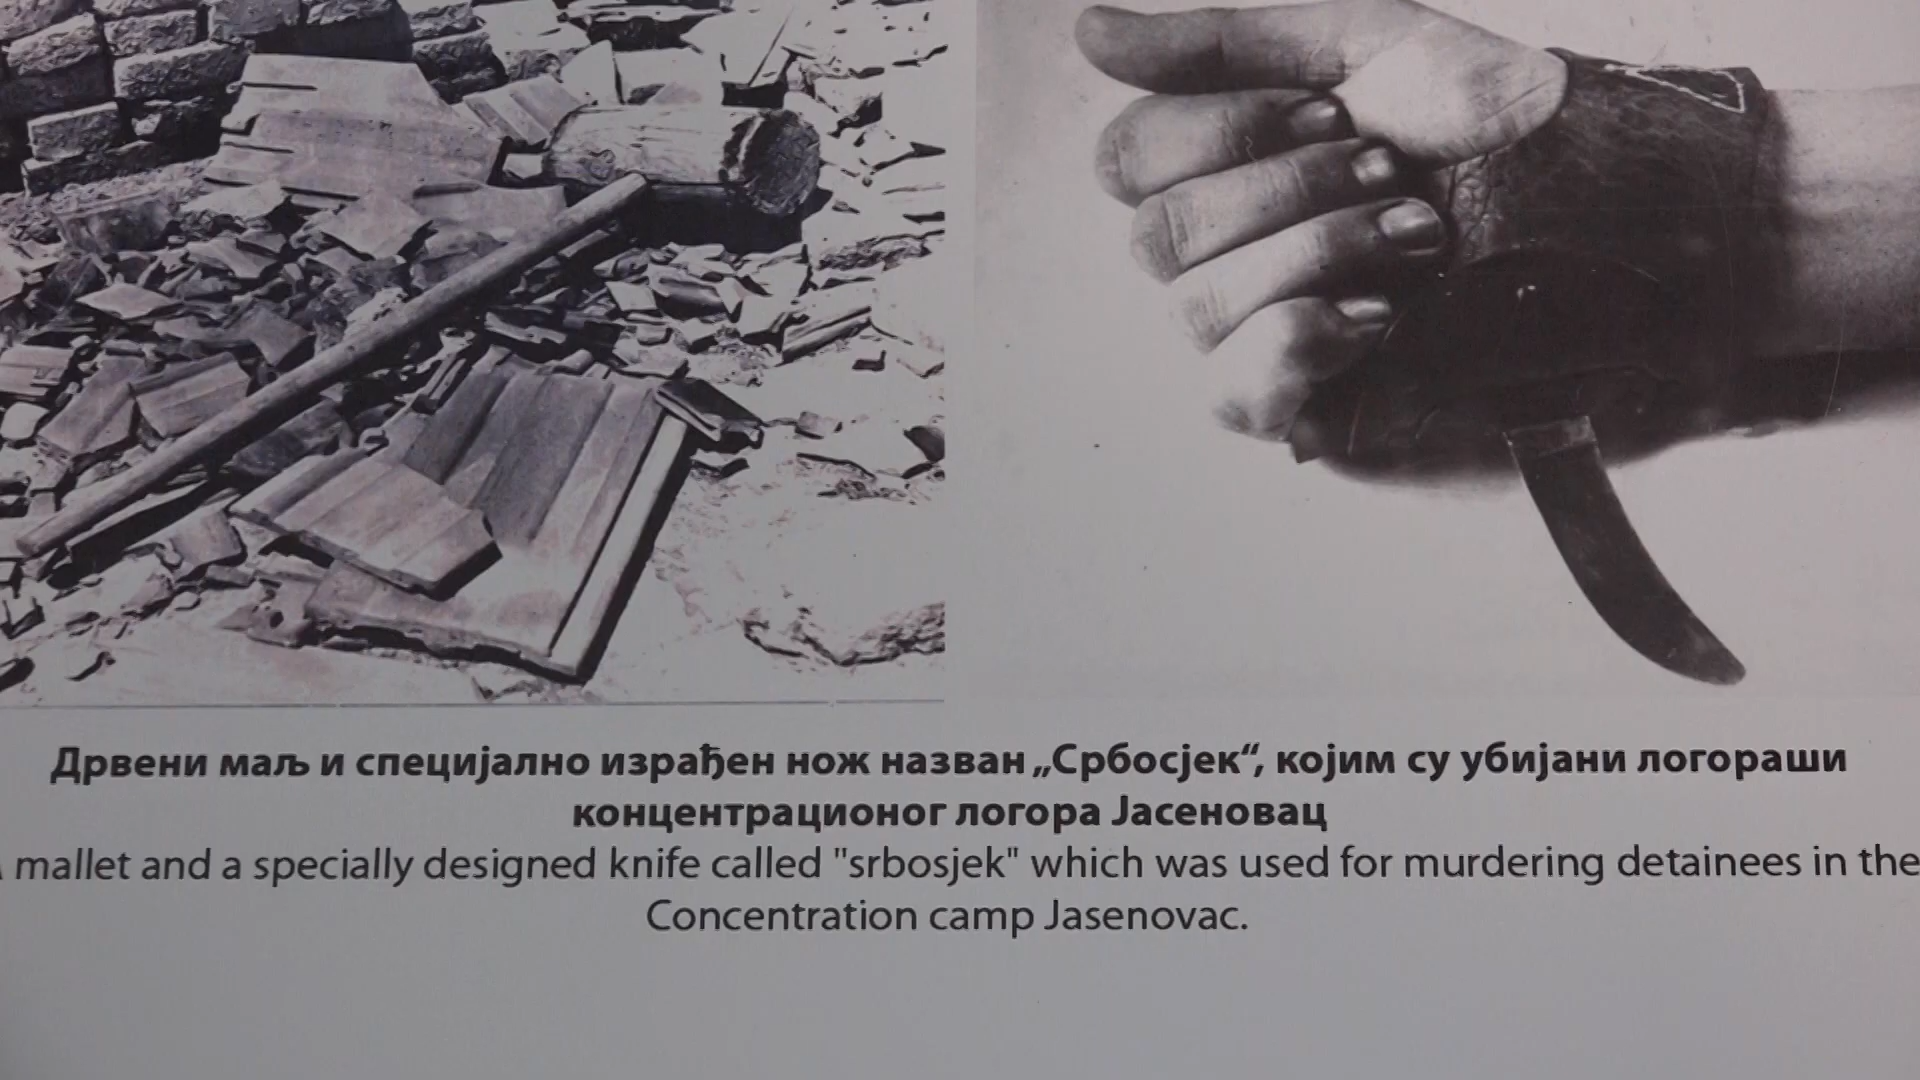 Дрвени маљ и специјално израђен нож назван „Србосјек“, којим су убијани логораши
концентрационог логора Јасеновац
mallet and a specially designed knife called "srbosjek" which was used for murdering detainees in the
Concentration camp Jasenovac.